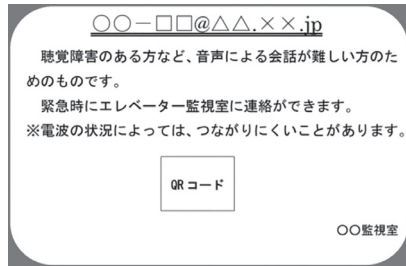 ○○－□□@△△.××.jp
聴覚障害のある方など、音声による会話が難しい方のた
めのものです。
緊急時にエレベーター監視室に連絡ができます。
※電波の状況によっては、つながりにくいことがあります。
QRコード
○○監視室